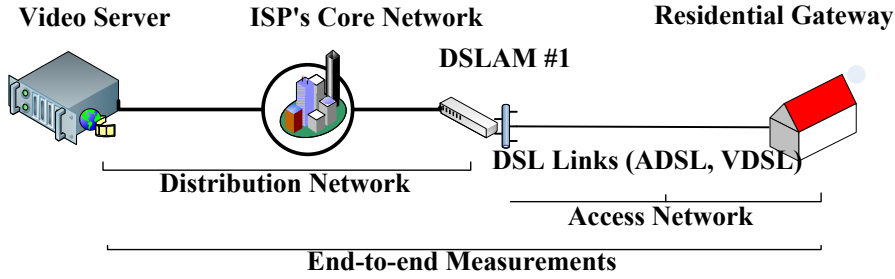 Video Server
ISP's Core Network
Residential Gateway
DSLAM #1
DSL Links (ADSL, VDSL)
Distribution Network
Access Network
End-to-end Measurements